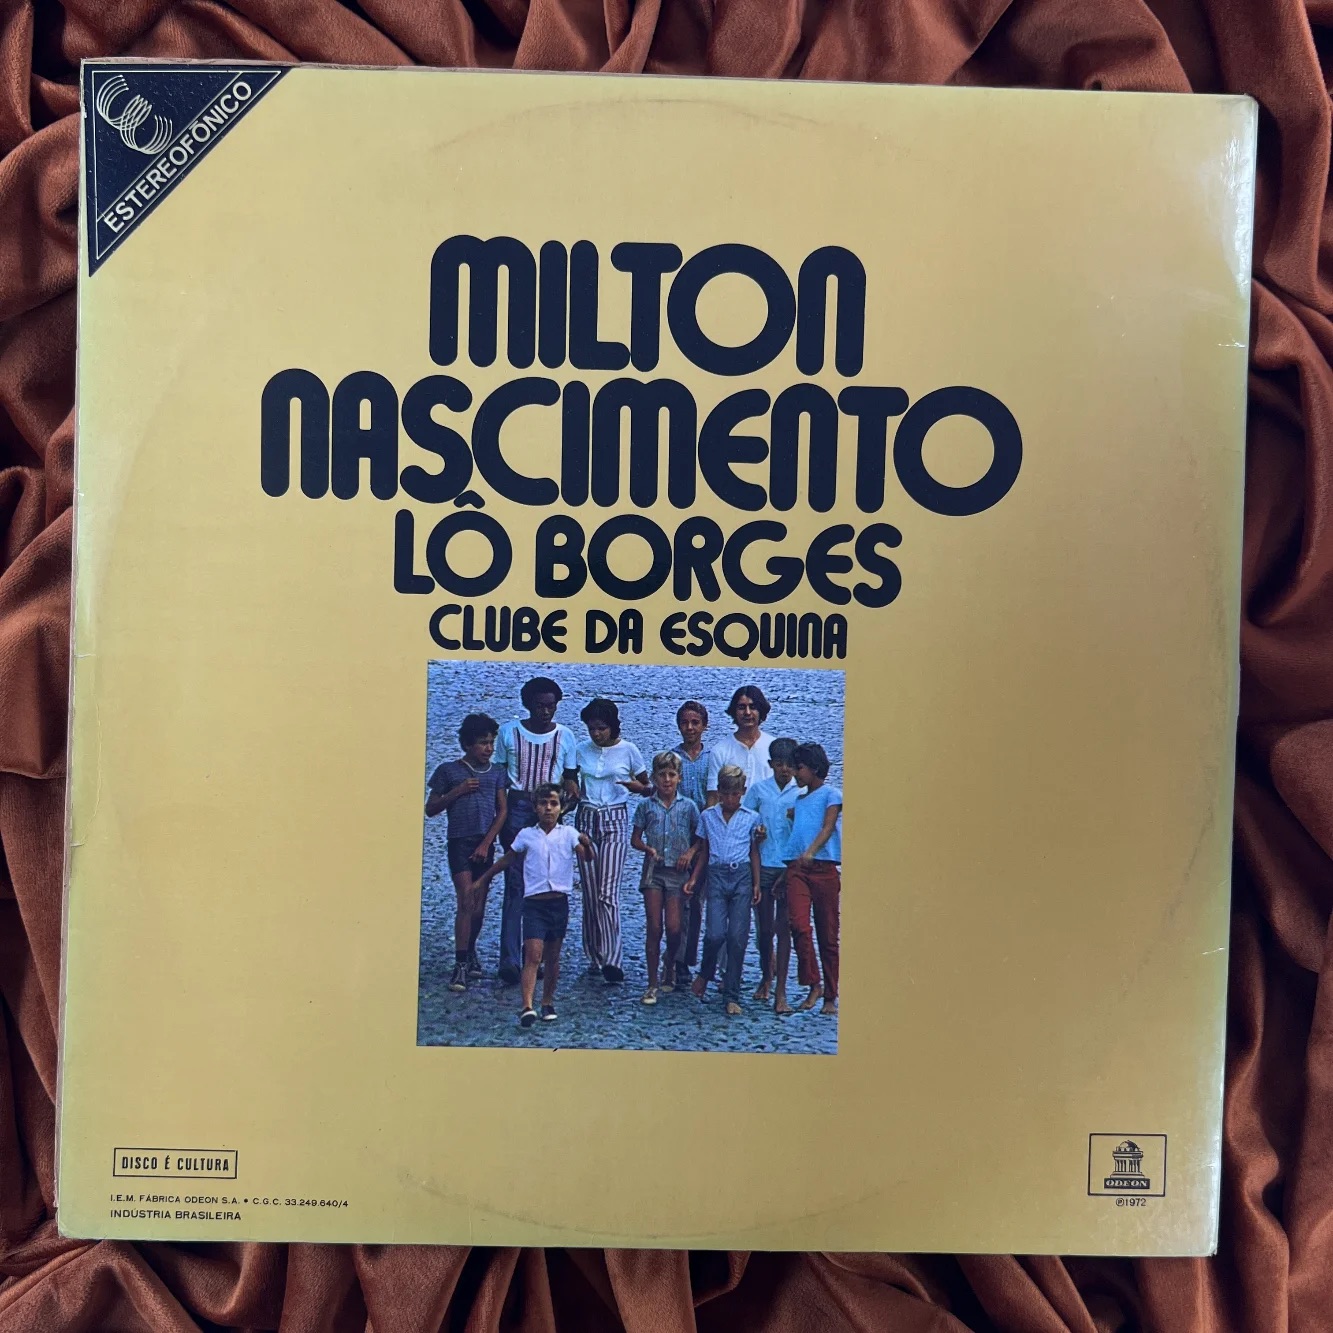 ESTEREOFÔNICO
MILTON
NASCIMENTO
LÔ BORGES
CLUBE DA ESQUINA
DISCO É CULTURA
I.E.M. FÁBRICA ODEON S.A. • C.G.C. 33.249.640/4
INDÚSTRIA BRASILEIRA
ODEON
℗1972